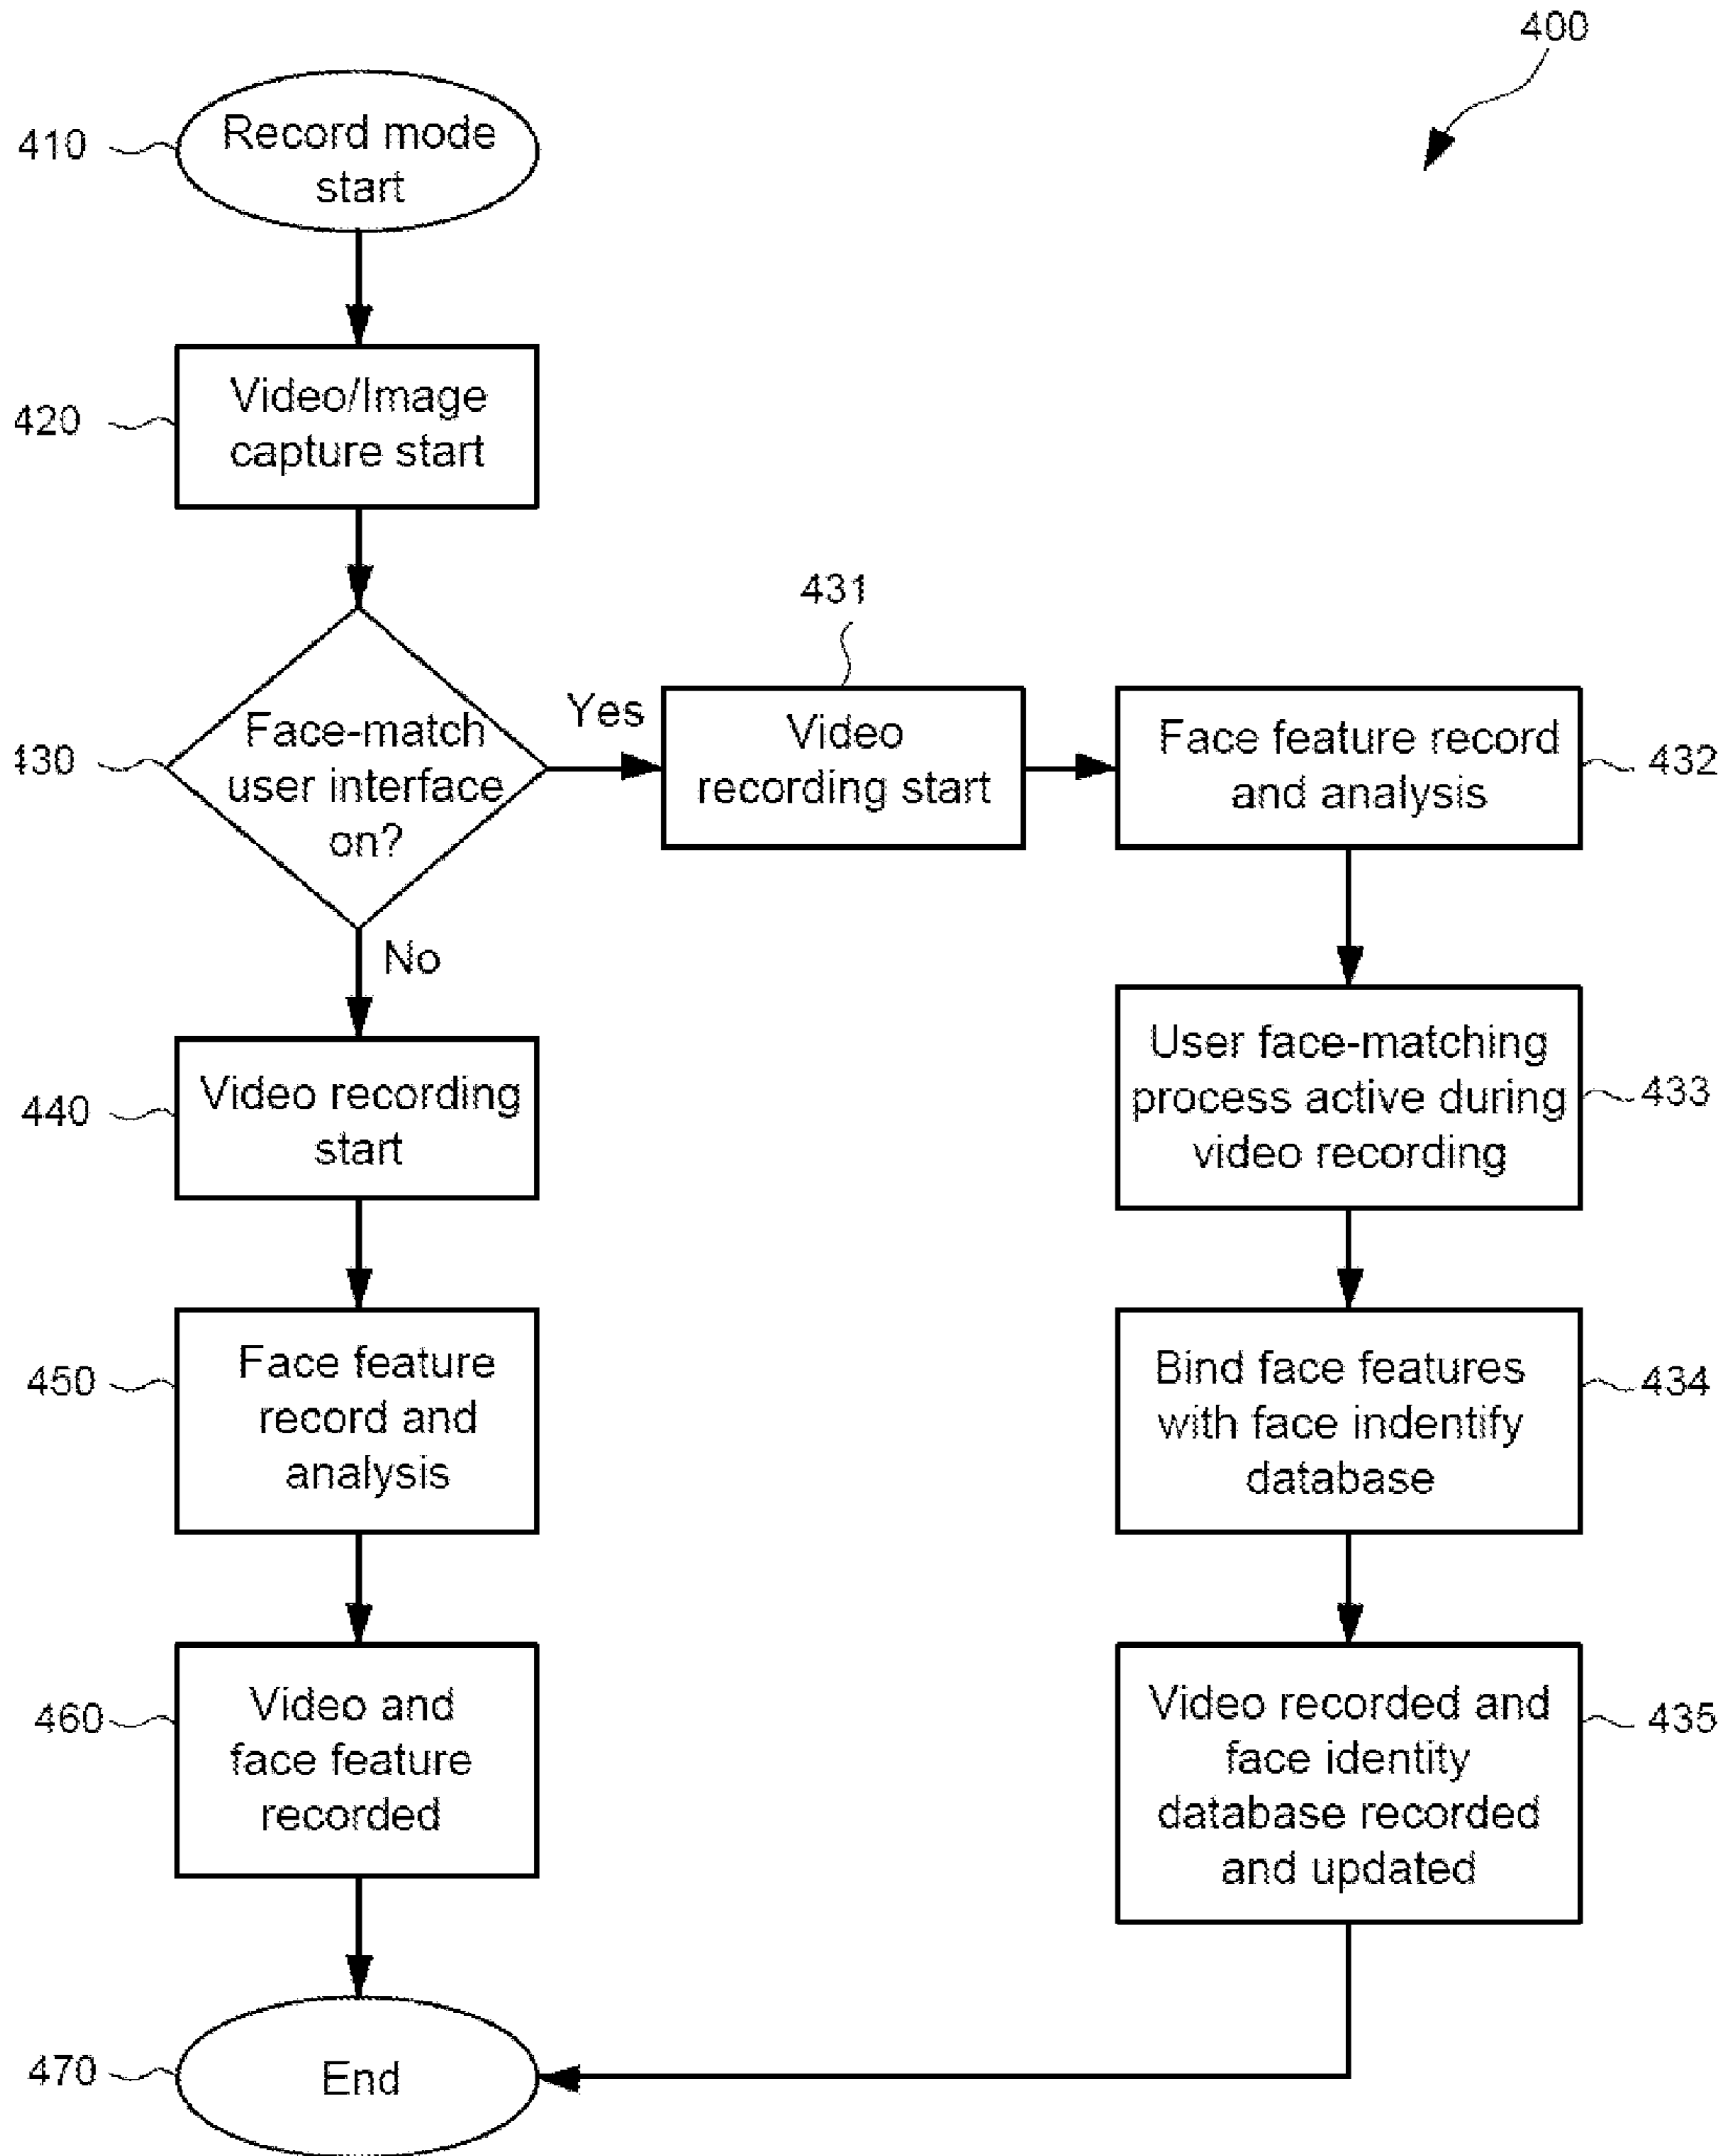 400
410
Record mode
start
420
Video/Image
capture start
430
Face-match
user interface
on?
Yes
431
Video
recording start
Face feature record
and analysis
432
No
User face-matching
process active during
video recording
433
440
Video recording
start
450
Face feature
record and
analysis
Bind face features
with face indentify
database
434
460
Video and
face feature
recorded
Video recorded and
face identity
database recorded
and updated
435
470
End